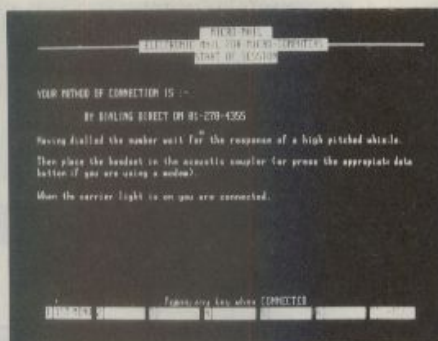 MICRO-MAIL
ELECTRONIC MAIL FOR MICRO-COMPUTERS
START OF SESSION
YOUR METHOD OF CONNECTION IS :-
BY DIALING DIRECT ON 01-278-4355
Having dialled the number wait for the response of a high pitched whistle.
Then place the handset in the acoustic coupler (or press the appropiate data
button if you are using a modem).
When the carrier light is on you are connected.
any key when CONNECTED